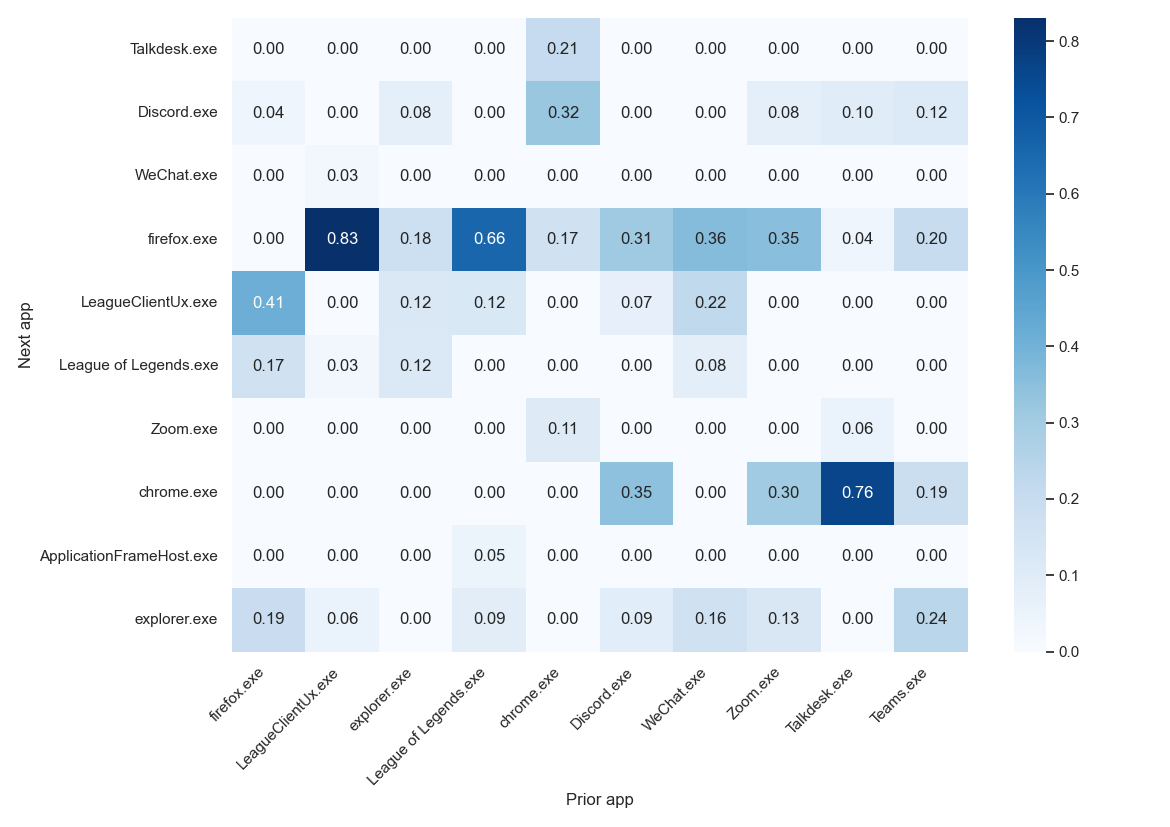 Talkdesk.exe 0.00 0.00 0.00 0.00 0.21 0.00 0.00 0.00 0.00 0.00
Discord.exe 0.04 0.00 0.08 0.00 0.32 0.00 0.00 0.08 0.10 0.12
WeChat.exe 0.00 0.03 0.00 0.00 0.00 0.00 0.00 0.00 0.00 0.00
firefox.exe 0.00 0.83 0.18 0.66 0.17 0.31 0.36 0.35 0.04 0.20
LeagueClientUx.exe 0.41 0.00 0.12 0.12 0.00 0.07 0.22 0.00 0.00 0.00
League of Legends.exe 0.17 0.03 0.12 0.00 0.00 0.00 0.08 0.00 0.00 0.00
Zoom.exe 0.00 0.00 0.00 0.00 0.11 0.00 0.00 0.00 0.06 0.00
chrome.exe 0.00 0.00 0.00 0.00 0.00 0.35 0.00 0.30 0.76 0.19
ApplicationFrameHost.exe 0.00 0.00 0.00 0.05 0.00 0.00 0.00 0.00 0.00 0.00
explorer.exe 0.19 0.06 0.00 0.09 0.00 0.09 0.16 0.13 0.00 0.24
Next app
firefox.exe
LeagueClientUx.exe
explorer.exe
League of Legends.exe
chrome.exe
Discord.exe
WeChat.exe
Zoom.exe
Talkdesk.exe
Teams.exe
Prior app
0.8
0.7
0.6
0.5
0.4
0.3
0.2
0.1
0.0